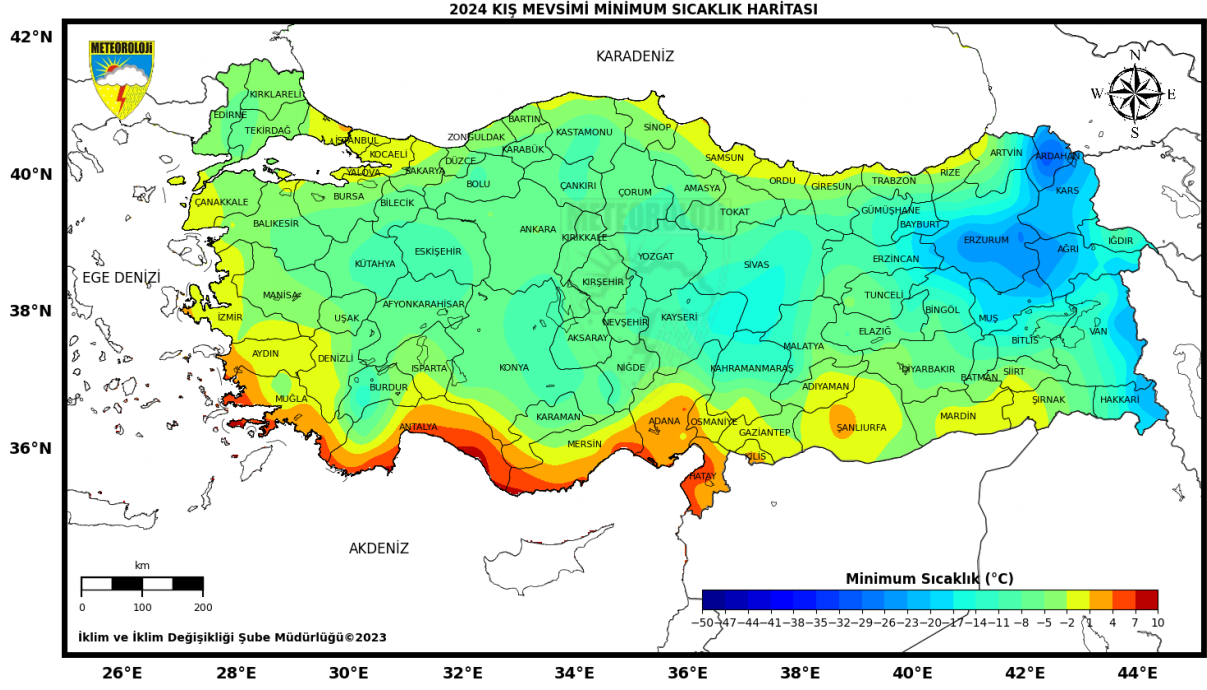 2024 KIŞ MEVSİMİ MİNİMUM SICAKLIK HARİTASI
42°N
40°N
38°N
36°N
METEOROLOJİ
KARADENİZ
N
W E
S
EGE DENİZİ
AKDENİZ
KIRKLARELİ
EDİRNE
TEKİRDAĞ
İSTANBUL
KOCAELİ
YALOVA
SAKARYA
DÜZCE
ZONGULDAK
BARTIN
KARABÜK
KASTAMONU
SİNOP
SAMSUN
ORDU
GİRESUN
TRABZON
RİZE
ARTVİN
ARDAHAN
KARS
ÇANAKKALE
BALIKESİR
BURSA
BİLECİK
BOLU
ÇANKIRI
ÇORUM
AMASYA
TOKAT
GÜMÜŞHANE
BAYBURT
ERZURUM
AĞRI
IĞDIR
ESKİŞEHİR
KÜTAHYA
ANKARA
KIRIKKALE
YOZGAT
SİVAS
ERZİNCAN
METEOROLOJİ
MANİSA
İZMİR
UŞAK
AFYONKARAHİSAR
KIRŞEHİR
NEVŞEHİR
KAYSERİ
AKSARAY
TUNCELİ
BİNGÖL
MUŞ
ELAZIĞ
BİTLİS
VAN
AYDIN
DENİZLİ
ISPARTA
KONYA
NİĞDE
MALATYA
KAHRAMANMARAŞ
ADIYAMAN
DİYARBAKIR
BATMAN
SİİRT
ŞIRNAK
HAKKARİ
MUĞLA
BURDUR
ANTALYA
KARAMAN
MERSİN
ADANA
OSMANİYE
GAZİANTEP
KİLİS
ŞANLIURFA
MARDİN
HATAY
km
0 100 200
İklim ve İklim Değişikliği Şube Müdürlüğü©2023
Minimum Sıcaklık (°C)
−50 −47 −44 −41 −38 −35 −32 −29 −26 −23 −20 −17 −14 −11 −8 −5 −2 1 4 7 10
26°E 28°E 30°E 32°E 34°E 36°E 38°E 40°E 42°E 44°E